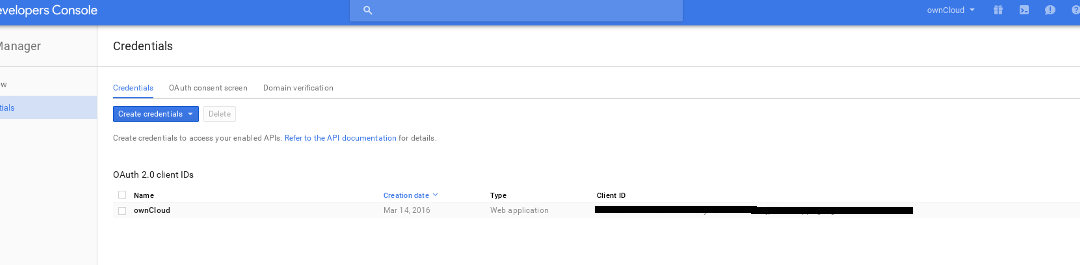 evelopers Console
ownCloud
Manager
Credentials
w
Credentials OAuth consent screen Domain verification
tials
Create credentials Delete
Create credentials to access your enabled APIs. Refer to the API documentation for details.
OAuth 2.0 client IDs
Name Creation date Type Client ID
ownCloud Mar 14, 2016 Web application